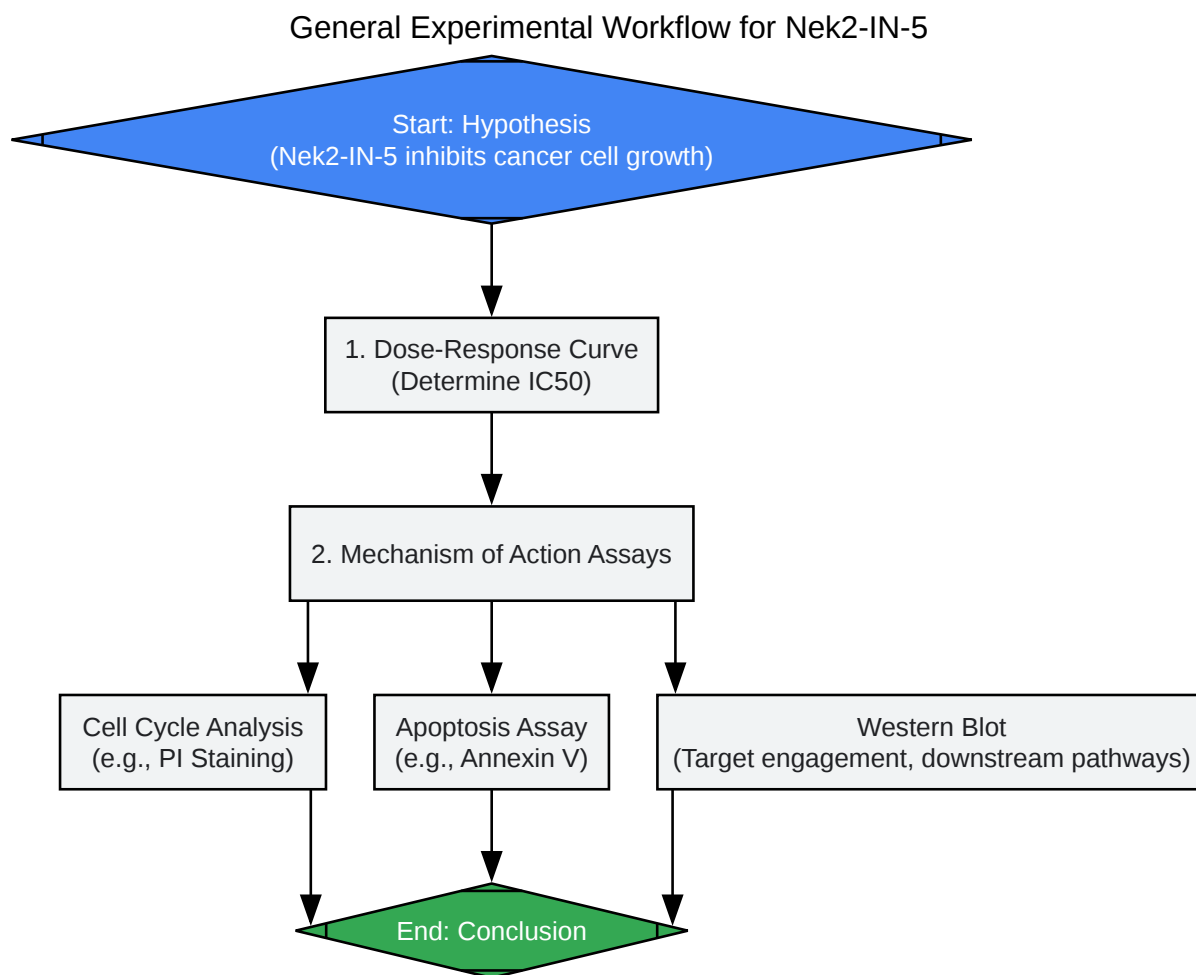 General Experimental Workflow for Nek2-IN-5
Start: Hypothesis
(Nek2-IN-5 inhibits cancer cell growth)
1. Dose-Response Curve
(Determine IC50)
2. Mechanism of Action Assays
Cell Cycle Analysis
(e.g., PI Staining)
Apoptosis Assay
(e.g., Annexin V)
Western Blot
(Target engagement, downstream pathways)
End: Conclusion